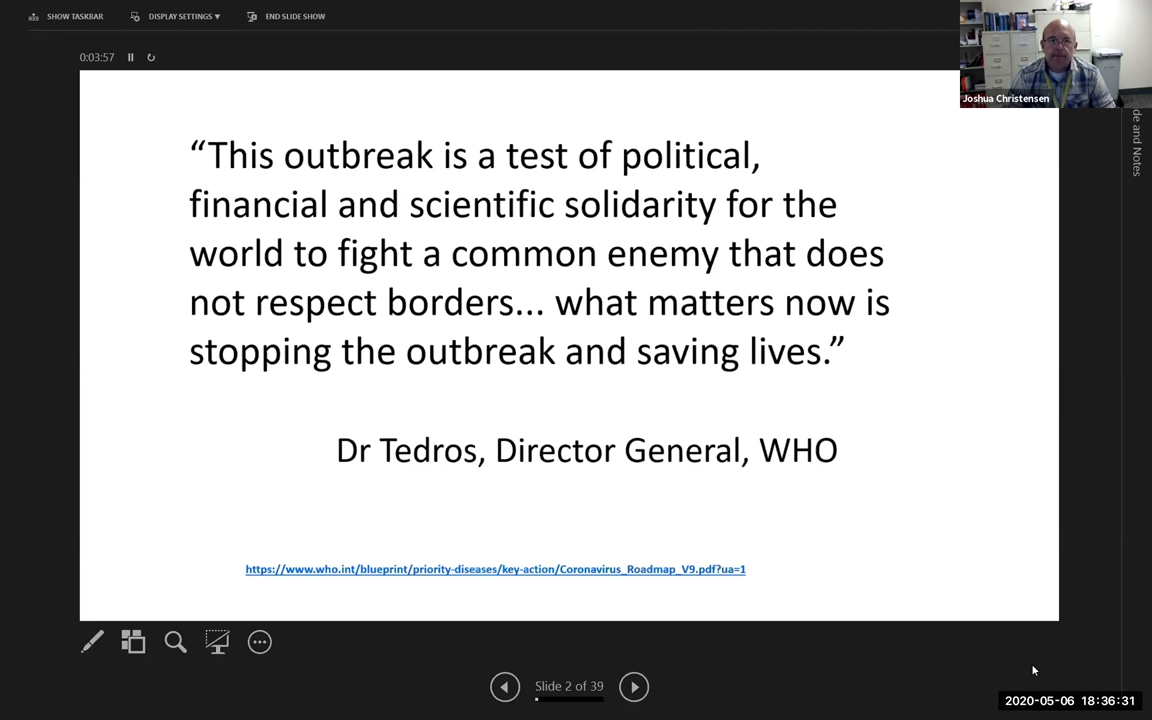 SHOW TASKBAR
DISPLAY SETTINGS ▼
END SLIDE SHOW
0:03:57
Joshua Christensen
de and Notes
“This outbreak is a test of political,
financial and scientific solidarity for the
world to fight a common enemy that does
not respect borders... what matters now is
stopping the outbreak and saving lives.”
Dr Tedros, Director General, WHO
https://www.who.int/blueprint/priority-diseases/key-action/Coronavirus_Roadmap_V9.pdf?ua=1
Slide 2 of 39
2020-05-06 18:36:31